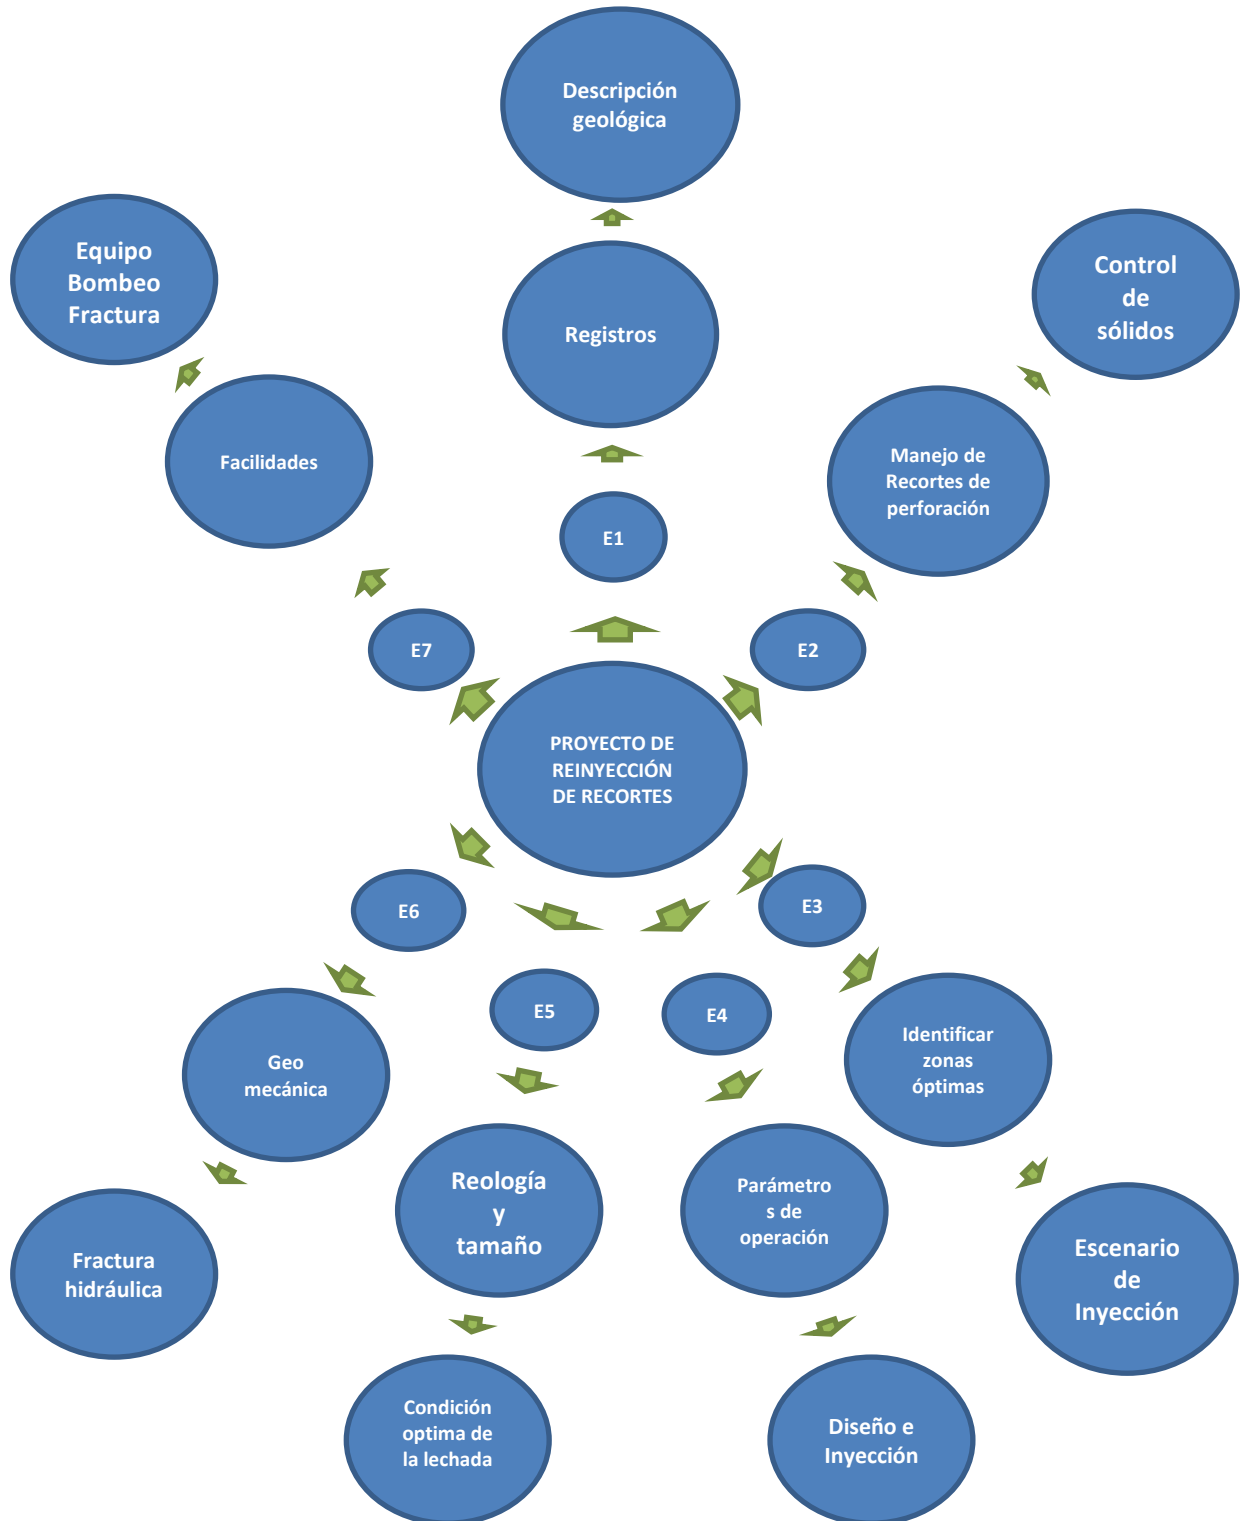 Descripción
geológica
Equipo
Bombeo
Fractura
Control
de
sólidos
Registros
Facilidades
Manejo de
Recortes de
perforación
E1
E7
E2
PROYECTO DE
REINYECCIÓN
DE RECORTES
E6
E3
E5
E4
Geo
mecánica
Identificar
zonas
óptimas
Reología
y
tamaño
Parámetro
s de
operación
Fractura
hidráulica
Escenario
de
Inyección
Condición
optima de
la lechada
Diseño e
Inyección